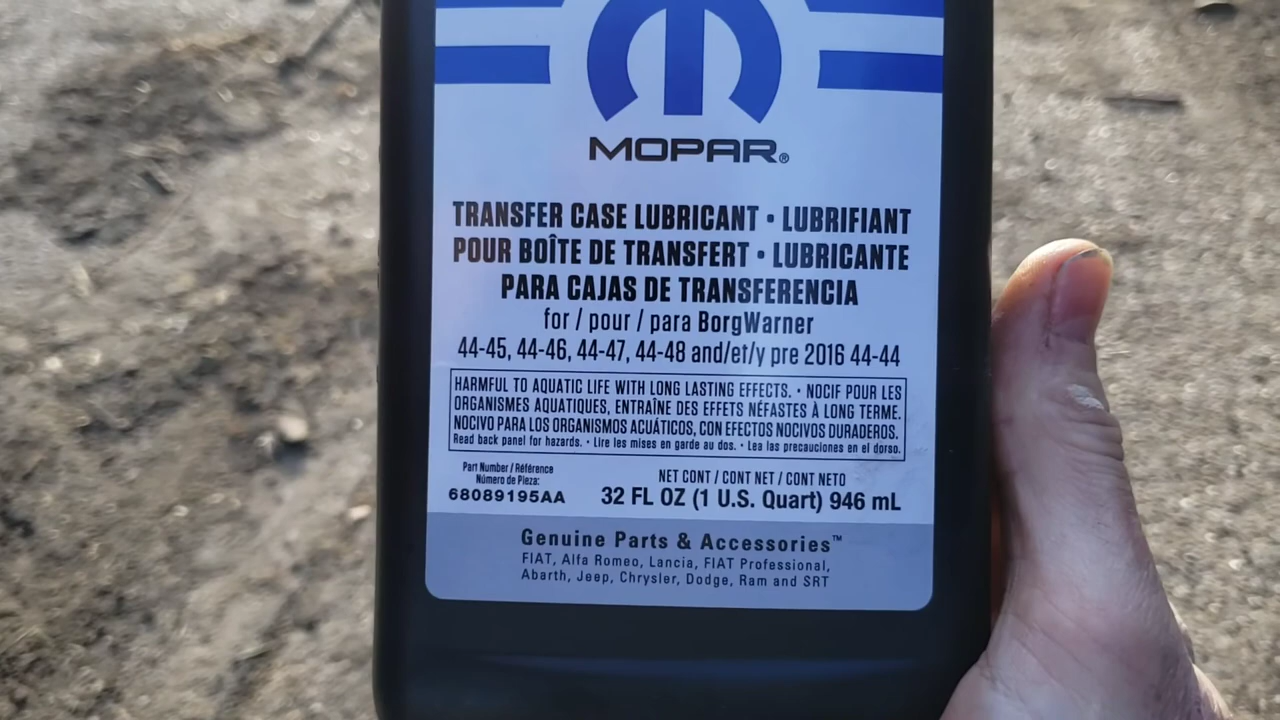 MOPAR®
TRANSFER CASE LUBRICANT • LUBRIFIANT
POUR BOÎTE DE TRANSFERT • LUBRICANTE
PARA CAJAS DE TRANSFERENCIA
for / pour / para BorgWarner
44-45, 44-46, 44-47, 44-48 and/et/y pre 2016 44-44
HARMFUL TO AQUATIC LIFE WITH LONG LASTING EFFECTS. • NOCIF POUR LES
ORGANISMES AQUATIQUES, ENTRAÎNE DES EFFETS NÉFASTES À LONG TERME.
NOCIVO PARA LOS ORGANISMOS ACUÁTICOS, CON EFECTOS NOCIVOS DURADEROS.
Read back panel for hazards. • Lire les mises en garde au dos. • Lea las precauciones en el dorso.
Part Number / Référence
Número de Pieza:
68089195AA
NET CONT / CONT NET / CONT NETO
32 FL OZ (1 U.S. Quart) 946 mL
Genuine Parts & Accessories™
FIAT, Alfa Romeo, Lancia, FIAT Professional,
Abarth, Jeep, Chrysler, Dodge, Ram and SRT